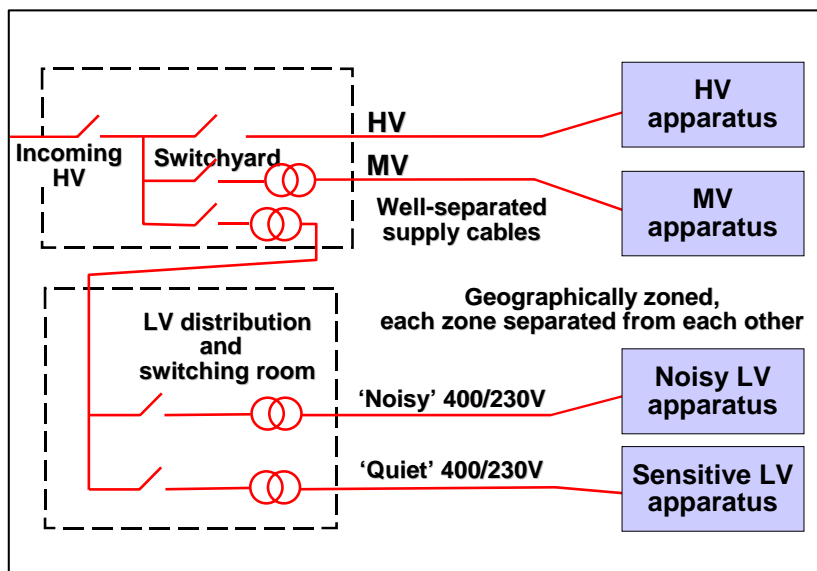 HV
apparatus
HV
Incoming
HV
Switchyard
MV
MV
apparatus
Well-separated
supply cables
Geographically zoned,
each zone separated from each other
LV distribution
and
switching room
‘Noisy’ 400/230V
Noisy LV
apparatus
‘Quiet’ 400/230V
Sensitive LV
apparatus